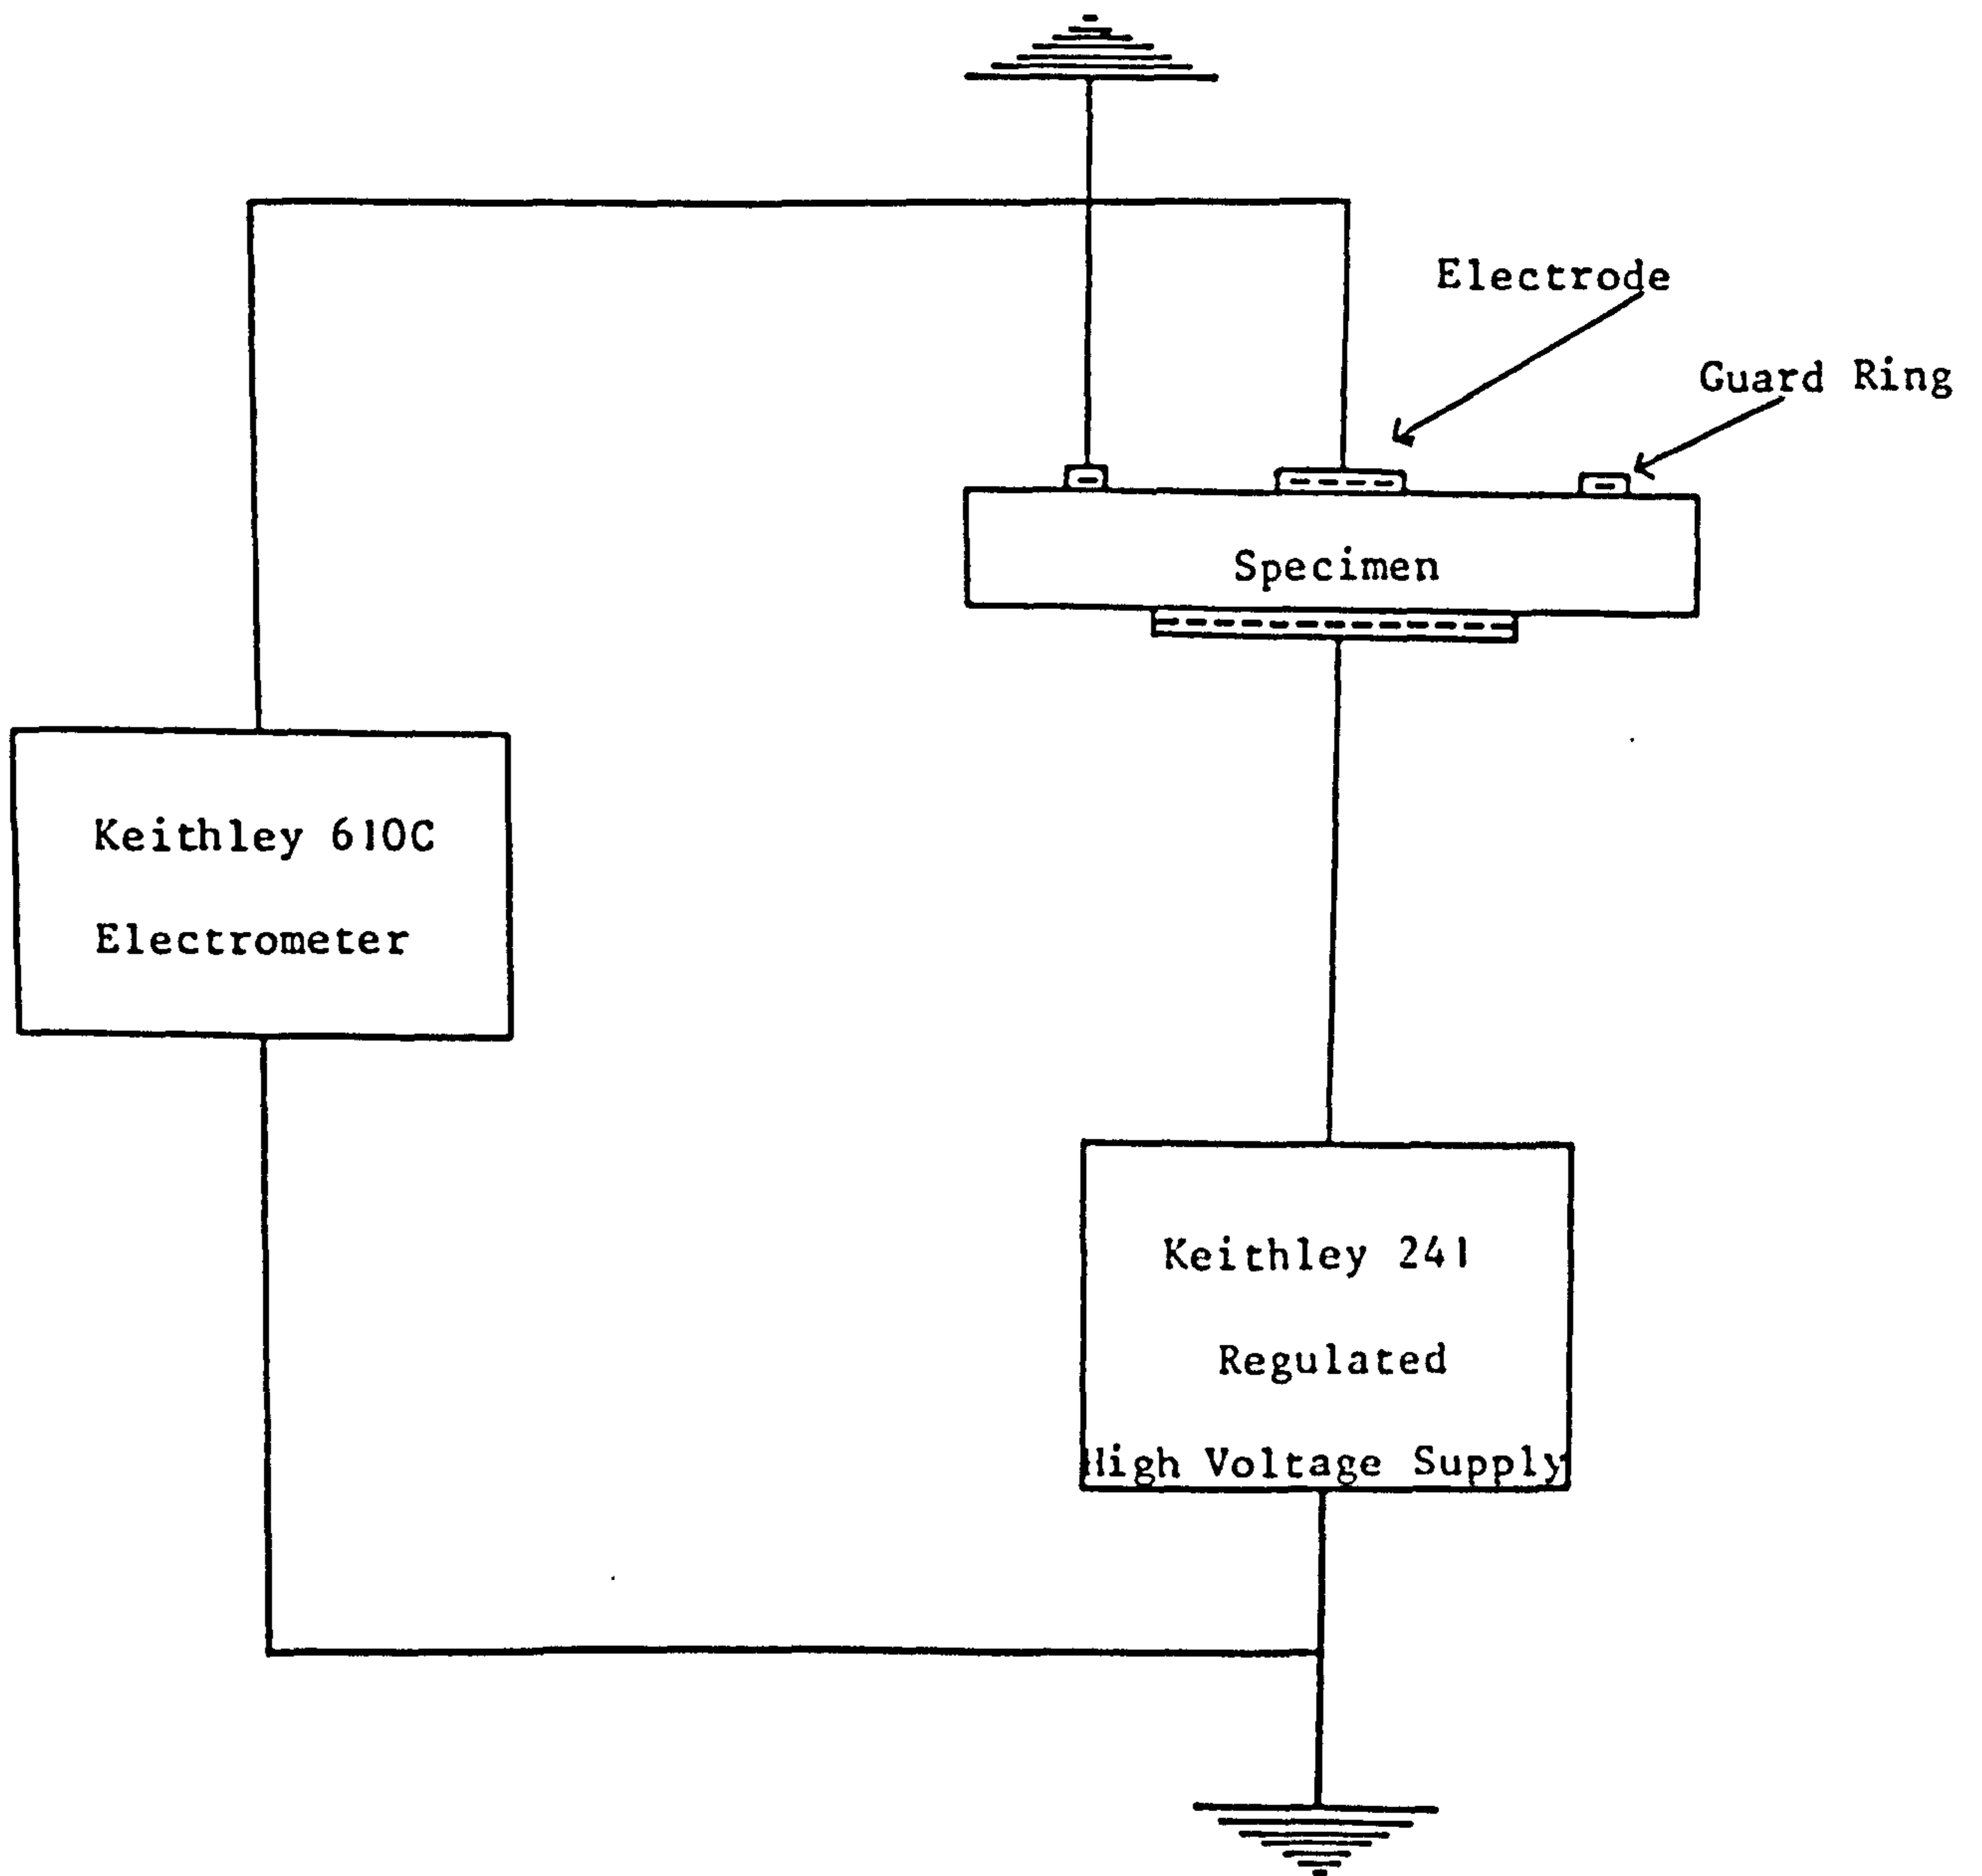 Electrode
Guard Ring
Specimen
Keithley 610C
Electrometer
Keithley 241
Regulated
High Voltage Supply